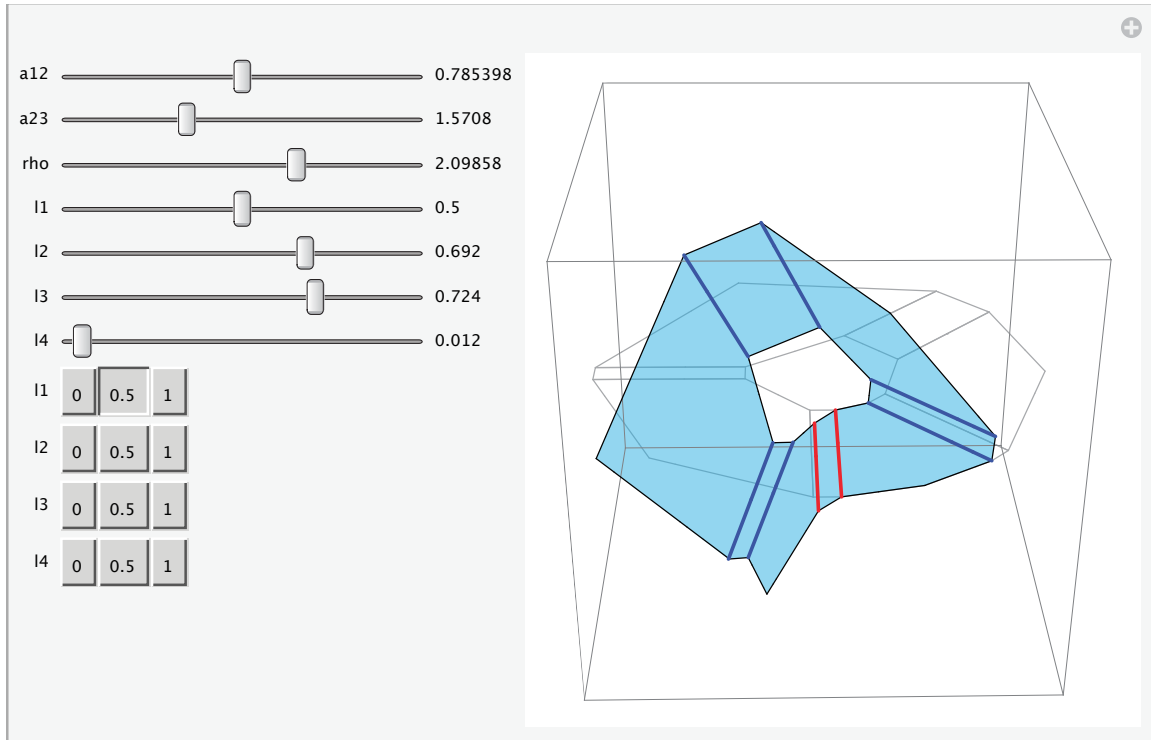 a12 0.785398
a23 1.5708
rho 2.09858
l1 0.5
l2 0.692
l3 0.724
l4 0.012
l1 0 0.5 1
l2 0 0.5 1
l3 0 0.5 1
l4 0 0.5 1